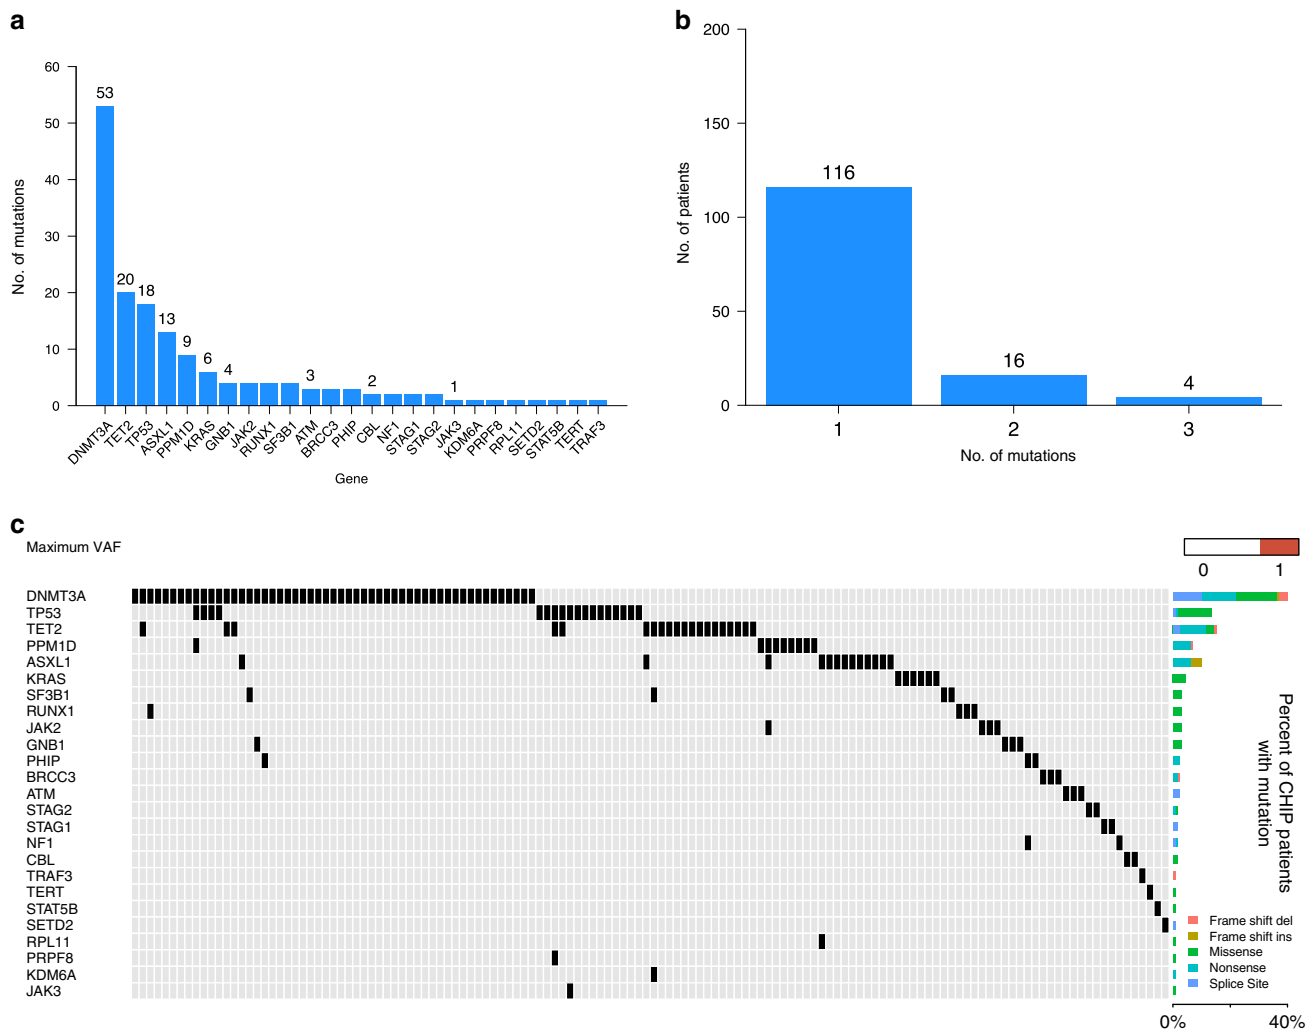 a
60
50
40
30
20
10
0
No. of mutations
53
20
18
13
9
6
4
3
2
1
DNMT3A
TET2
TP53
ASXL1
PPM1D
KRAS
GNB1
JAK2
RUNX1
SF3B1
ATM
BRCC3
PHIP
CBL
NF1
STAG1
STAG2
JAK3
KDM6A
PRPF8
RPL11
SETD2
STAT5B
TERT
TRAF3
Gene
b
200
150
100
50
0
No. of patients
116
16
4
1
2
3
No. of mutations
c
Maximum VAF
0 1
DNMT3A
TP53
TET2
PPM1D
ASXL1
KRAS
SF3B1
RUNX1
JAK2
GNB1
PHIP
BRCC3
ATM
STAG2
STAG1
NF1
CBL
TRAF3
TERT
STAT5B
SETD2
RPL11
PRPF8
KDM6A
JAK3
Percent of CHIP patients
with mutation
Frame shift del
Frame shift ins
Missense
Nonsense
Splice Site
0% 40%